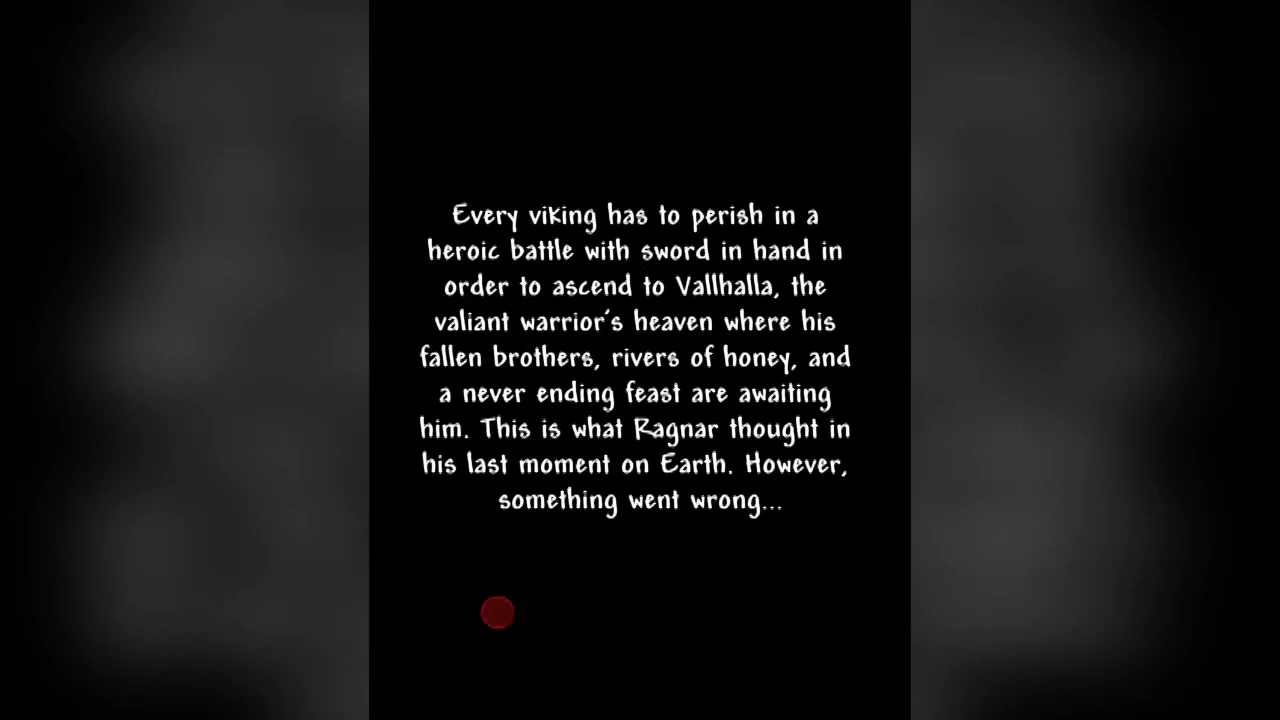 Every viking has to perish in a
heroic battle with sword in hand in
order to ascend to Vallhalla, the
valiant warrior's heaven where his
fallen brothers, rivers of honey, and
a never ending feast are awaiting
him. This is what Ragnar thought in
his last moment on Earth. However,
something went wrong...